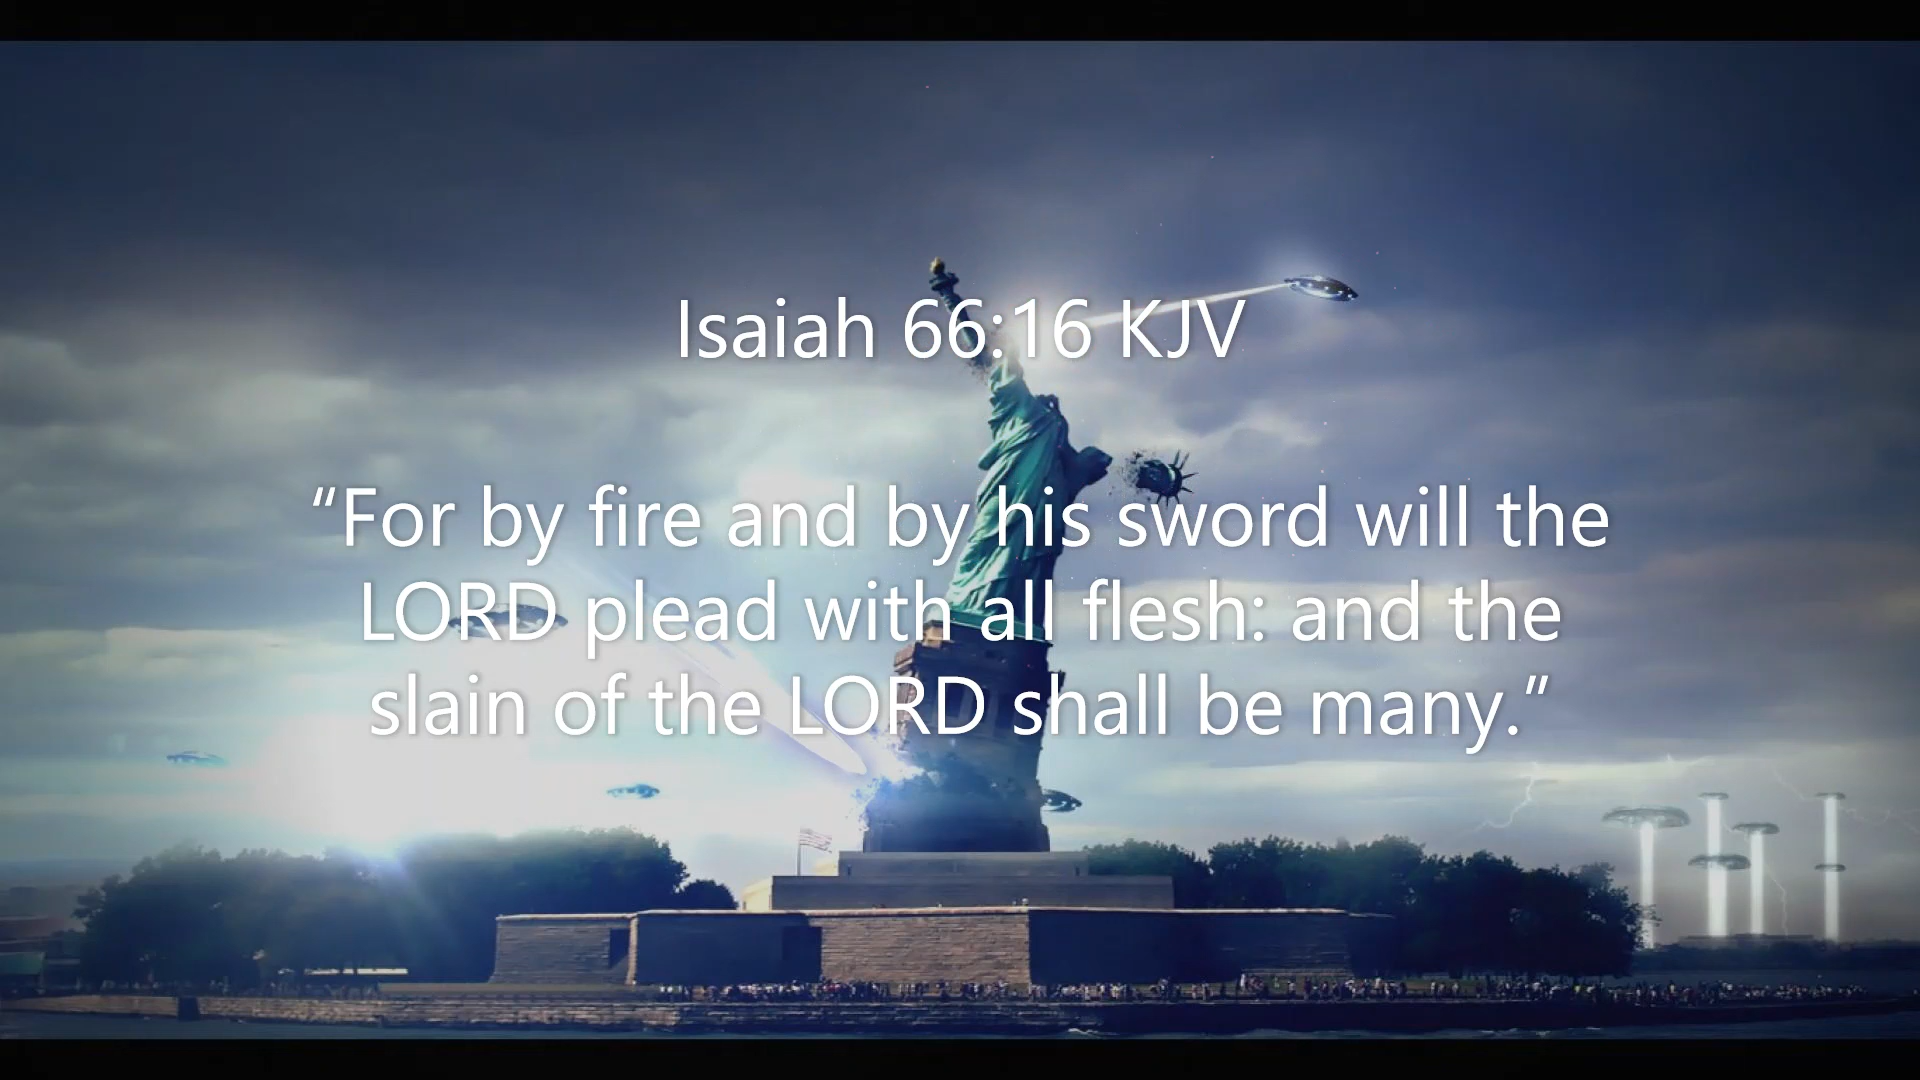 Isaiah 66:16 KJV
“For by fire and by his sword will the
LORD plead with all flesh: and the
slain of the LORD shall be many.”